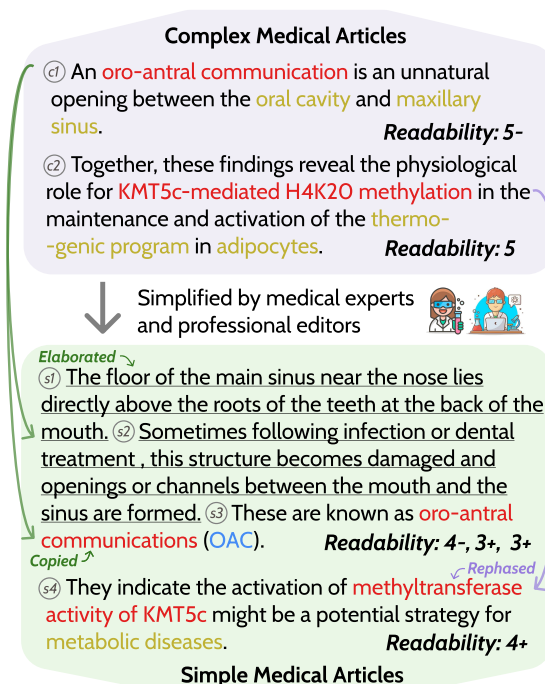 Complex Medical Articles
c1 An oro-antral communication is an unnatural
opening between the oral cavity and maxillary
sinus.
Readability: 5-
c2 Together, these findings reveal the physiological
role for KMT5c-mediated H4K20 methylation in the
maintenance and activation of the thermo-
-genic program in adipocytes.
Readability: 5
Simplified by medical experts
and professional editors
Elaborated
s1 The floor of the main sinus near the nose lies
directly above the roots of the teeth at the back of the
mouth. s2 Sometimes following infection or dental
treatment , this structure becomes damaged and
openings or channels between the mouth and the
sinus are formed. s3 These are known as oro-antral
communications (OAC).
Readability: 4-, 3+, 3+
Copied
Rephased
s4 They indicate the activation of methyltransferase
activity of KMT5c might be a potential strategy for
metabolic diseases.
Readability: 4+
Simple Medical Articles